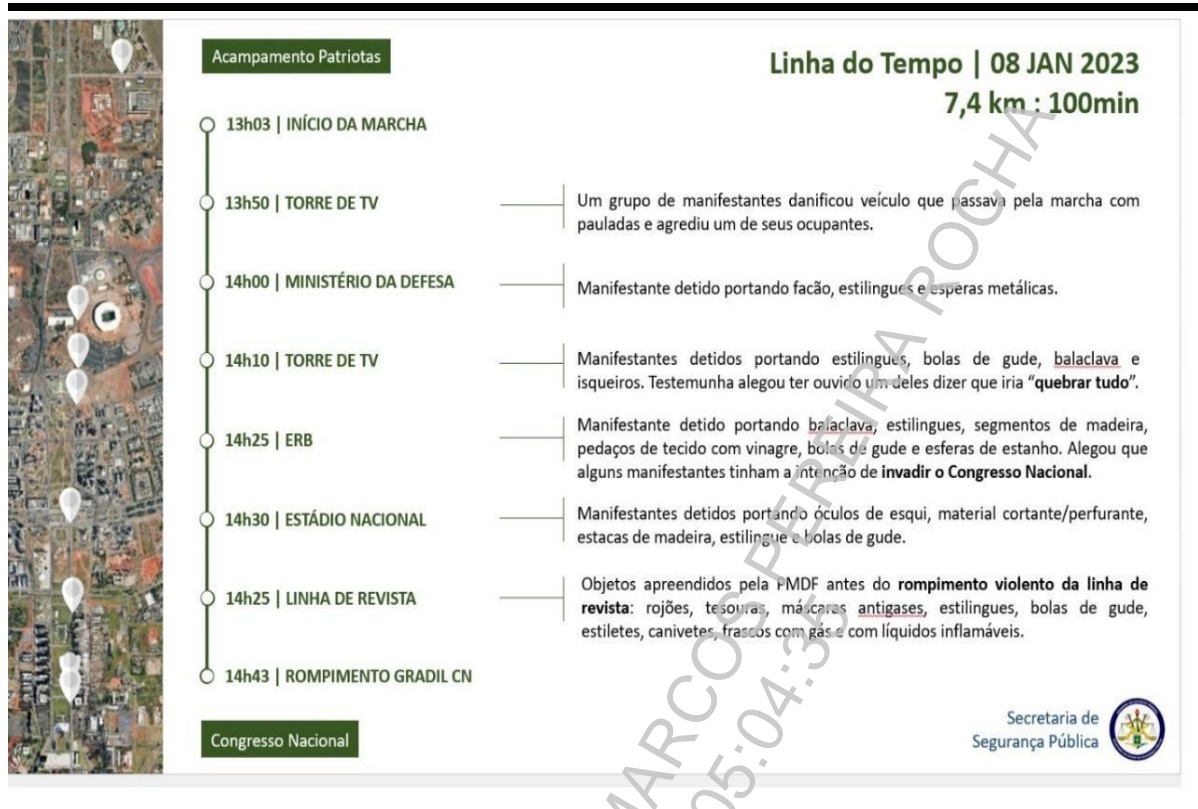 Acampamento Patriotas
Linha do Tempo | 08 JAN 2023
7,4 km : 100min
13h03 | INÍCIO DA MARCHA
13h50 | TORRE DE TV
Um grupo de manifestantes danificou veículo que passava pela marcha com
pauladas e agrediu um de seus ocupantes.
14h00 | MINISTÉRIO DA DEFESA
Manifestante detido portando facão, estilingues e esperas metálicas.
14h10 | TORRE DE TV
Manifestantes detidos portando estilingues, bolas de gude, balaclava e
isqueiros. Testemunha alegou ter ouvido um deles dizer que iria “quebrar tudo”.
14h25 | ERB
Manifestante detido portando balaclava, estilingues, segmentos de madeira,
pedaços de tecido com vinagre, bolas de gude e esferas de estanho. Alegou que
alguns manifestantes tinham a intenção de invadir o Congresso Nacional.
14h30 | ESTÁDIO NACIONAL
Manifestantes detidos portando óculos de esqui, material cortante/perfurante,
estacas de madeira, estilingue e bolas de gude.
14h25 | LINHA DE REVISTA
Objetos apreendidos pela PMDF antes do rompimento violento da linha de
revista: rojões, tesouras, máscaras antigases, estilingues, bolas de gude,
estiletes, canivetes, frascos com gás e com líquidos inflamáveis.
14h43 | ROMPIMENTO GRADIL CN
Congresso Nacional
Secretaria de
Segurança Pública
MARCOS PEREIRA ROCHA
05:04:35